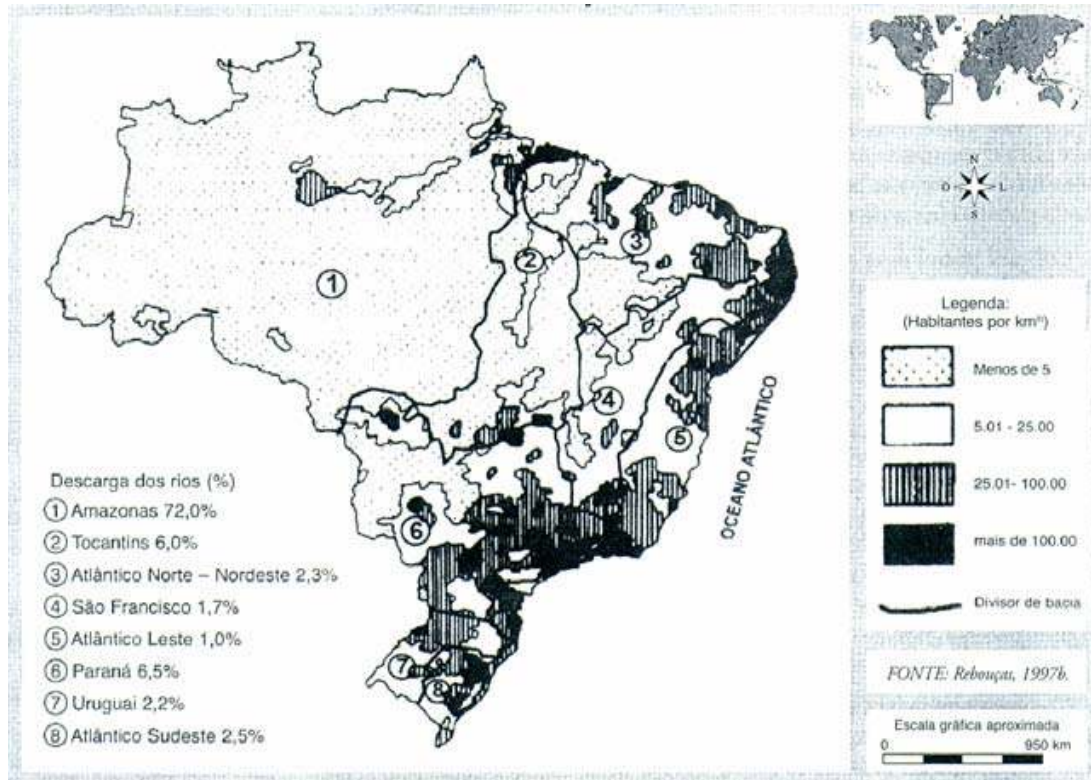 N
O
L
S
Legenda:
(Habitantes por kmº)
Menos de 5
5.01 - 25.00
25.01- 100.00
mais de 100.00
Divisor de bacia
FONTE: Rebouças, 1997b.
Escala gráfica aproximada
0 950 km
OCEANO ATLÂNTICO
1
2
3
4
5
6
7
8
Descarga dos rios (%)
1 Amazonas 72,0%
2 Tocantins 6,0%
3 Atlântico Norte – Nordeste 2,3%
4 São Francisco 1,7%
5 Atlântico Leste 1,0%
6 Paraná 6,5%
7 Uruguai 2,2%
8 Atlântico Sudeste 2,5%